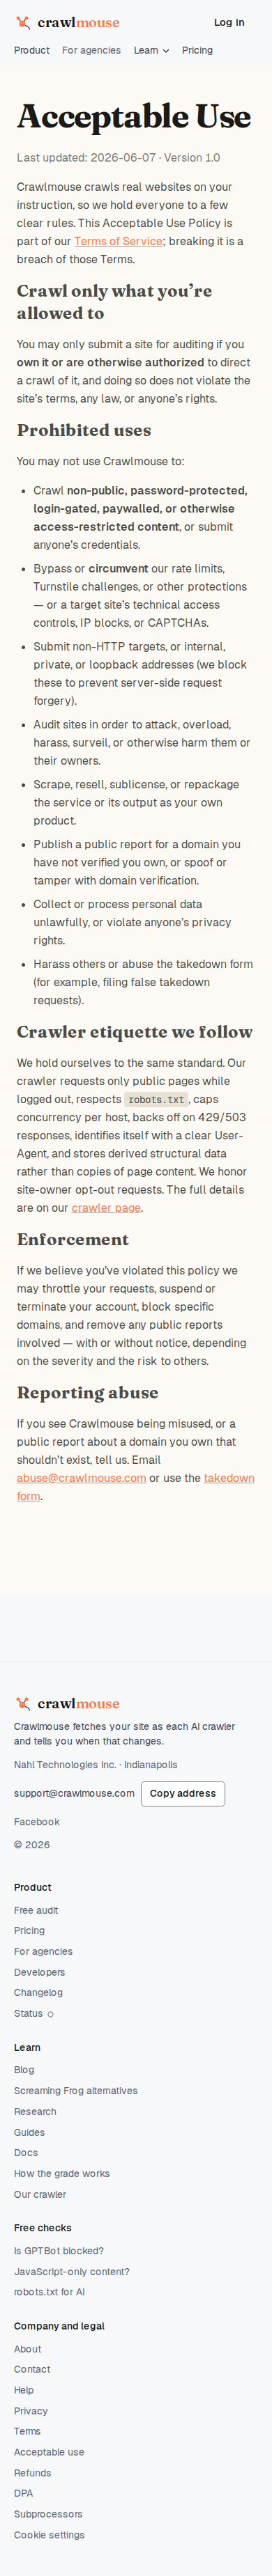 crawlmouse
Log in
Product For agencies Learn Pricing
Acceptable Use
Last updated: 2026-06-07 · Version 1.0
Crawlmouse crawls real websites on your
instruction, so we hold everyone to a few
clear rules. This Acceptable Use Policy is
part of our Terms of Service; breaking it is a
breach of those Terms.
Crawl only what you’re
allowed to
You may only submit a site for auditing if you
own it or are otherwise authorized to direct
a crawl of it, and doing so does not violate the
site’s terms, any law, or anyone’s rights.
Prohibited uses
You may not use Crawlmouse to:
• Crawl non-public, password-protected,
login-gated, paywalled, or otherwise
access-restricted content, or submit
anyone’s credentials.
• Bypass or circumvent our rate limits,
Turnstile challenges, or other protections
— or a target site’s technical access
controls, IP blocks, or CAPTCHAs.
• Submit non-HTTP targets, or internal,
private, or loopback addresses (we block
these to prevent server-side request
forgery).
• Audit sites in order to attack, overload,
harass, surveil, or otherwise harm them or
their owners.
• Scrape, resell, sublicense, or repackage
the service or its output as your own
product.
• Publish a public report for a domain you
have not verified you own, or spoof or
tamper with domain verification.
• Collect or process personal data
unlawfully, or violate anyone’s privacy
rights.
• Harass others or abuse the takedown form
(for example, filing false takedown
requests).
Crawler etiquette we follow
We hold ourselves to the same standard. Our
crawler requests only public pages while
logged out, respects robots.txt, caps
concurrency per host, backs off on 429/503
responses, identifies itself with a clear User-
Agent, and stores derived structural data
rather than copies of page content. We honor
site-owner opt-out requests. The full details
are on our crawler page.
Enforcement
If we believe you’ve violated this policy we
may throttle your requests, suspend or
terminate your account, block specific
domains, and remove any public reports
involved — with or without notice, depending
on the severity and the risk to others.
Reporting abuse
If you see Crawlmouse being misused, or a
public report about a domain you own that
shouldn’t exist, tell us. Email
abuse@crawlmouse.com or use the takedown
form.
crawlmouse
Crawlmouse fetches your site as each AI crawler
and tells you when that changes.
Nahl Technologies Inc. · Indianapolis
support@crawlmouse.com Copy address
Facebook
© 2026
Product
Free audit
Pricing
For agencies
Developers
Changelog
Status
Learn
Blog
Screaming Frog alternatives
Research
Guides
Docs
How the grade works
Our crawler
Free checks
Is GPTBot blocked?
JavaScript-only content?
robots.txt for AI
Company and legal
About
Contact
Help
Privacy
Terms
Acceptable use
Refunds
DPA
Subprocessors
Cookie settings